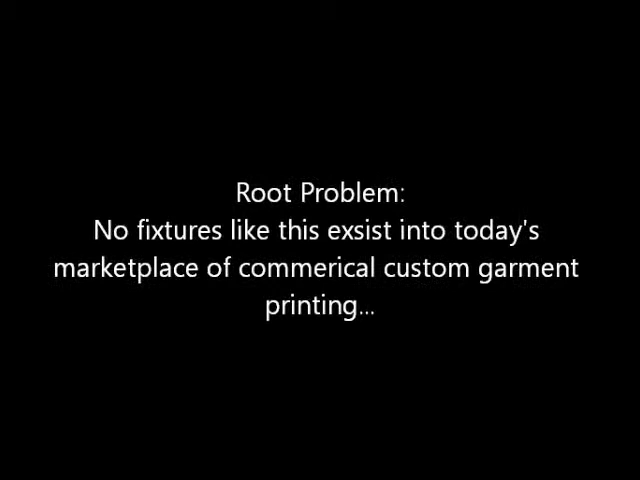 Root Problem:
No fixtures like this exsist into today's
marketplace of commerical custom garment
printing...